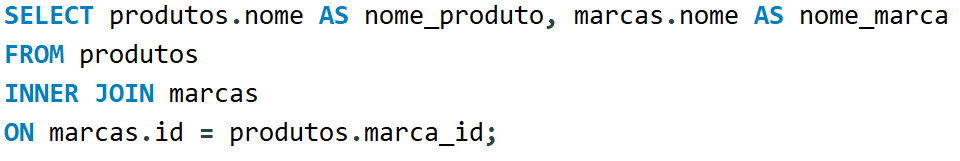 SELECT produtos.nome AS nome_produto, marcas.nome AS nome_marca
FROM produtos
INNER JOIN marcas
ON marcas.id = produtos.marca_id;